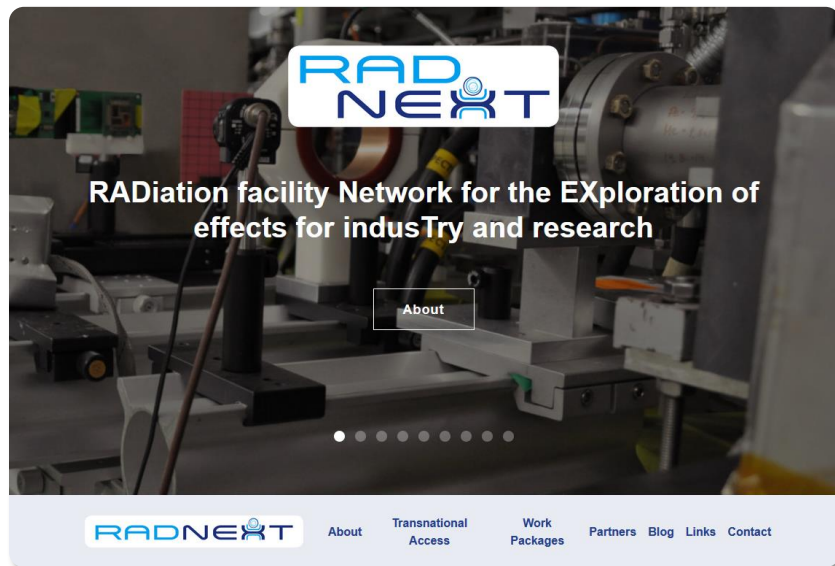 RAD
NEXT
RADiation facility Network for the EXploration of
effects for indusTry and research
About
RADNEXT
About
Transnational
Access
Work
Packages
Partners
Blog
Links
Contact